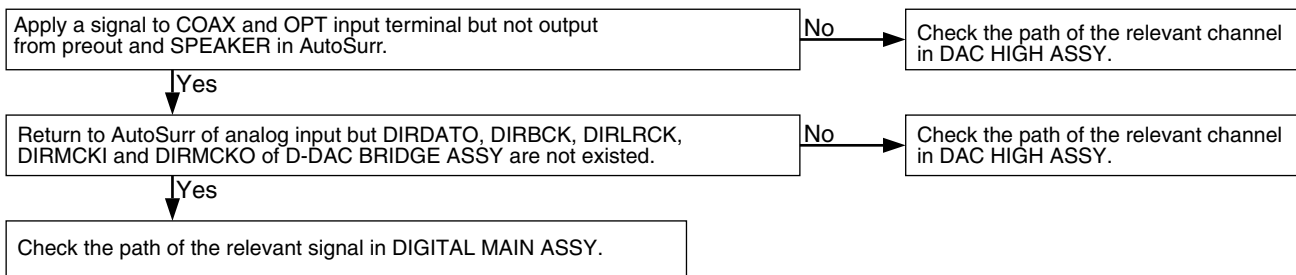 Apply a signal to COAX and OPT input terminal but not output
from preout and SPEAKER in AutoSurr.
No
Check the path of the relevant channel
in DAC HIGH ASSY.
Yes
Return to AutoSurr of analog input but DIRDATO, DIRBCK, DIRLRCK,
DIRMCKI and DIRMCKO of D-DAC BRIDGE ASSY are not existed.
No
Check the path of the relevant channel
in DAC HIGH ASSY.
Yes
Check the path of the relevant signal in DIGITAL MAIN ASSY.